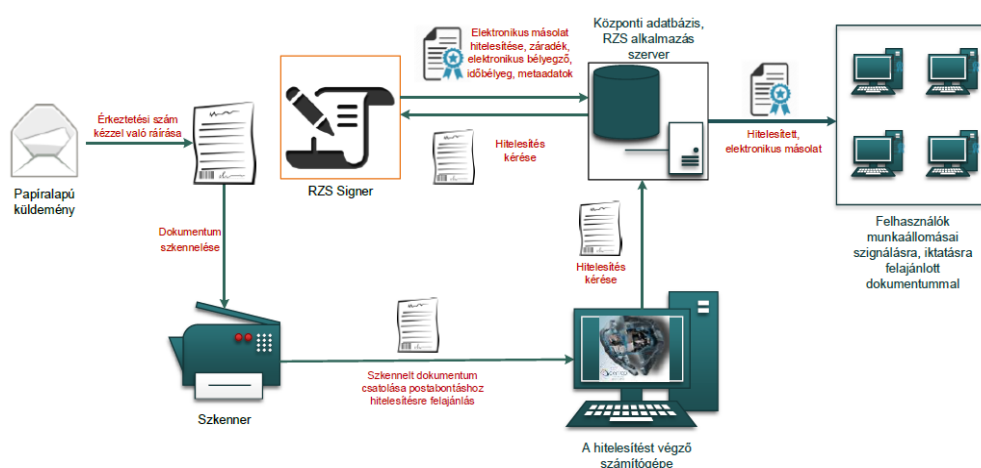 Központi adatbázis,
RZS alkalmazás
szerver
Elektronikus másolat
hitelesítése, záradék,
elektronikus bélyegző,
időbélyeg, metaadatok
Érkeztetési szám
kézzel való ráírása
Hitelesítés
kérése
Hitelesített,
elektronikus másolat
Papíralapú
küldemény
RZS Signer
Dokumentum
szkennelése
Felhasználók
munkaállomásai
szignálásra, iktatásra
felajánlott
dokumentummal
Hitelesítés
kérése
Szkennelt dokumentum
csatolása postabontáshoz
hitelesítésre felajánlás
Szkenner
A hitelesítést végző
számítógépe